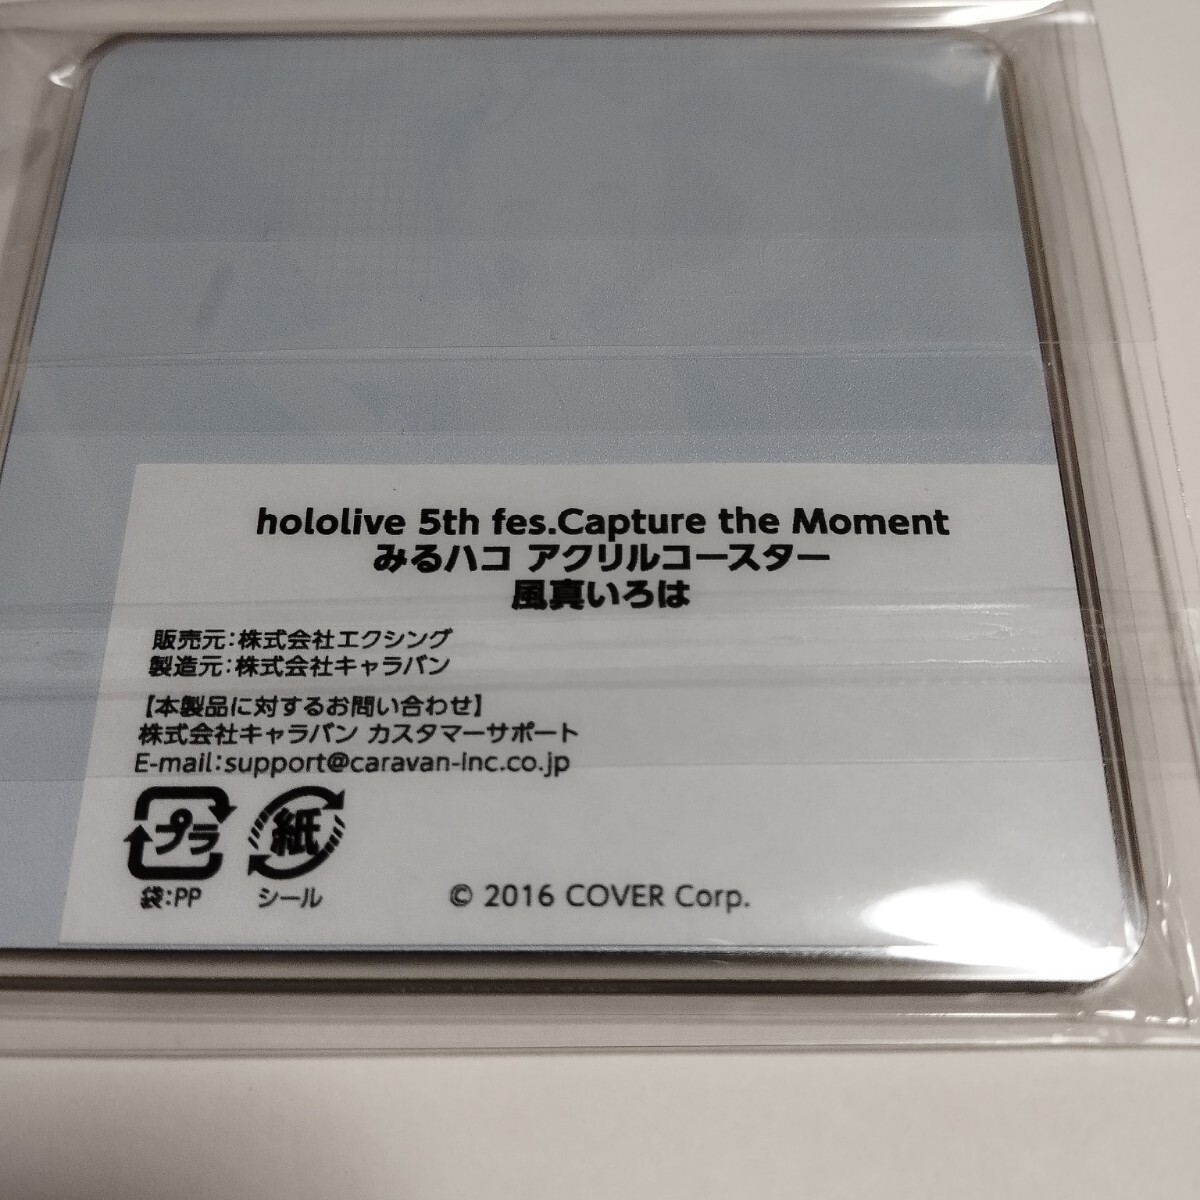 hololive 5th fes.Capture the Moment
みるハコ アクリルコースター
風真いろは
販売元:株式会社エクシング
製造元:株式会社キャラバン
【本製品に対するお問い合わせ】
株式会社キャラバン カスタマーサポート
E-mail:support@caravan-inc.co.jp
プラ 紙
袋:PP シール
© 2016 COVER Corp.